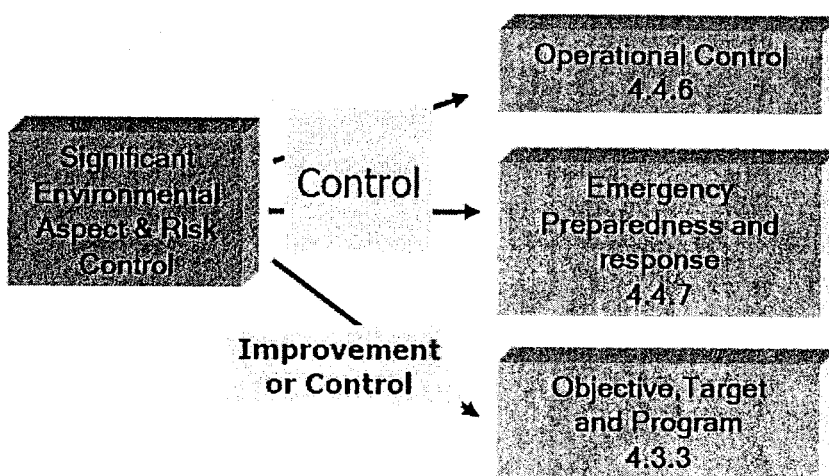 Operational Control
4.4.6
Significant
Environmental
Aspect & Risk
Control
Control
Emergency
Preparedness and
response
4.4.7
Improvement
or Control
Objective,Target
and Program
4.3.3